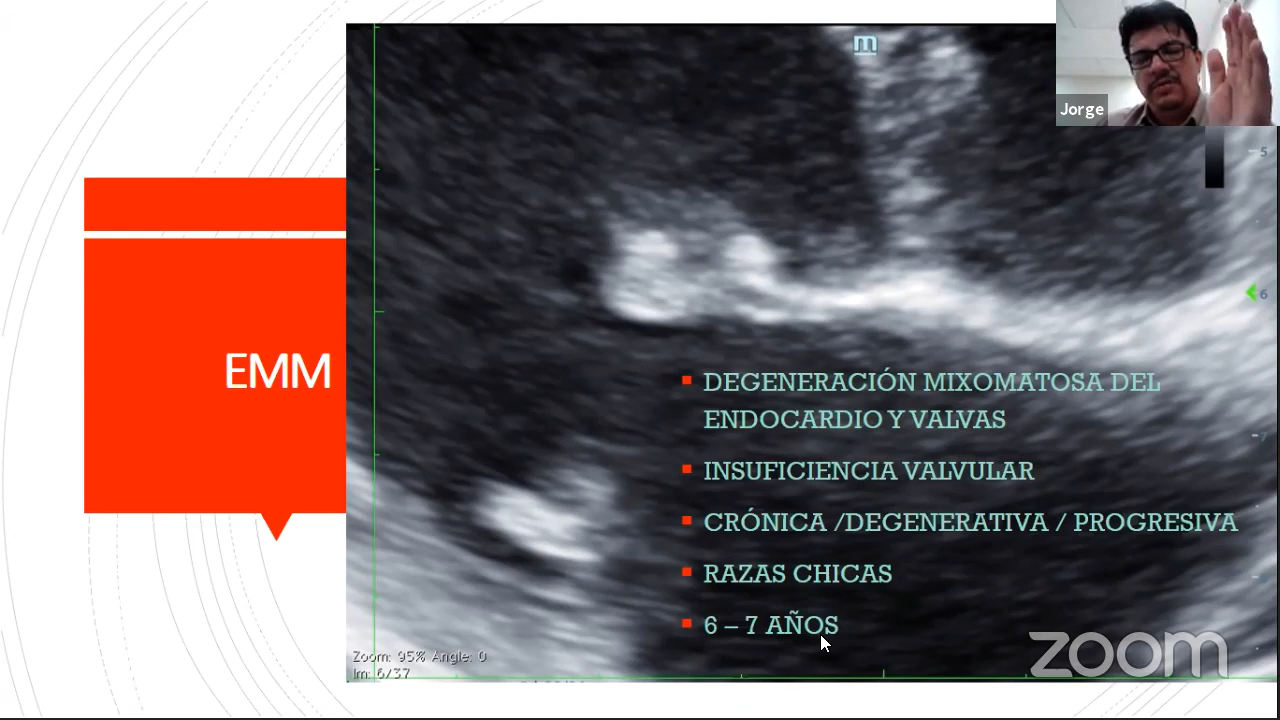 m
Jorge
5
6
7
EMM
DEGENERACIÓN MIXOMATOSA DEL
ENDOCARDIO Y VALVAS
INSUFICIENCIA VALVULAR
CRÓNICA /DEGENERATIVA / PROGRESIVA
RAZAS CHICAS
6 – 7 AÑOS
Zoom: 95% Angle: 0
Im: 6/37
zoom